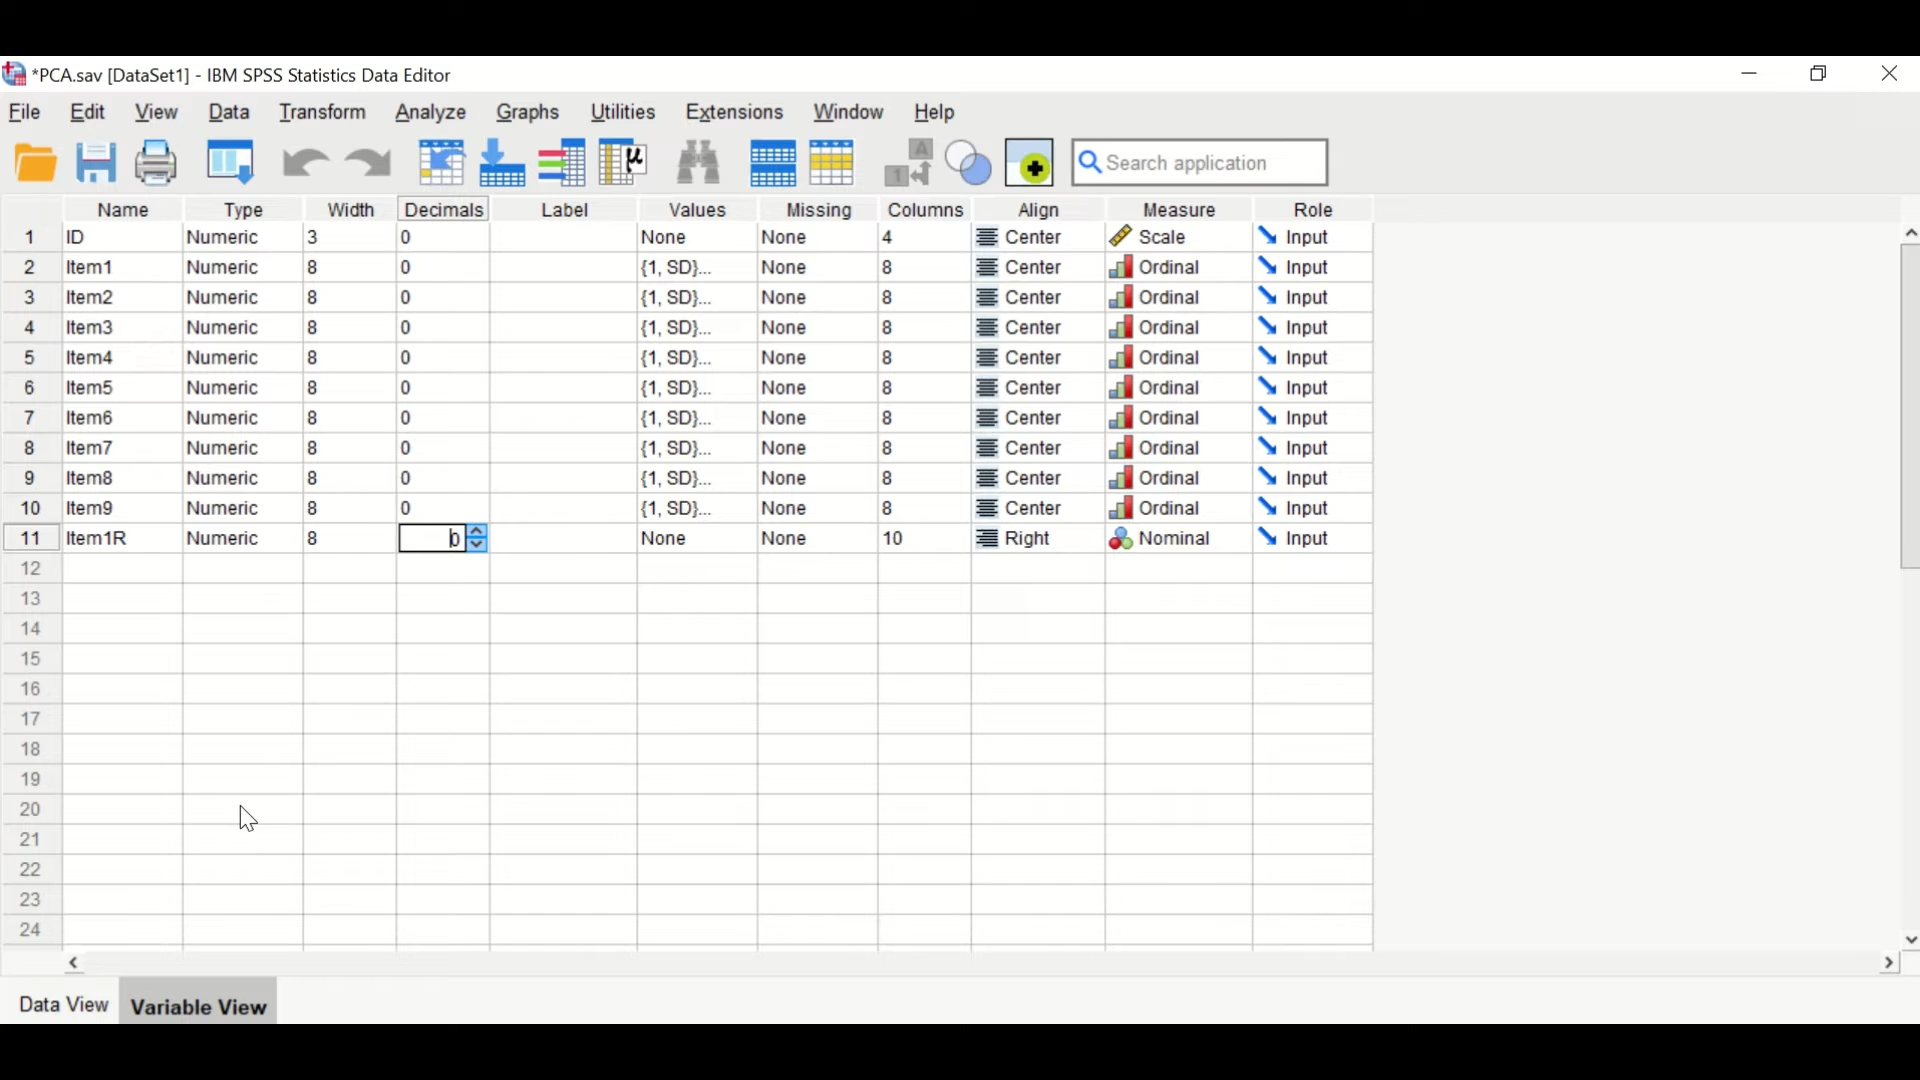 *PCA.sav [DataSet1] - IBM SPSS Statistics Data Editor
File Edit View Data Transform Analyze Graphs Utilities Extensions Window Help
Search application
Name Type Width Decimals Label Values Missing Columns Align Measure Role
1 ID Numeric 3 0 None None 4 Center Scale Input
2 Item1 Numeric 8 0 {1, SD}... None 8 Center Ordinal Input
3 Item2 Numeric 8 0 {1, SD}... None 8 Center Ordinal Input
4 Item3 Numeric 8 0 {1, SD}... None 8 Center Ordinal Input
5 Item4 Numeric 8 0 {1, SD}... None 8 Center Ordinal Input
6 Item5 Numeric 8 0 {1, SD}... None 8 Center Ordinal Input
7 Item6 Numeric 8 0 {1, SD}... None 8 Center Ordinal Input
8 Item7 Numeric 8 0 {1, SD}... None 8 Center Ordinal Input
9 Item8 Numeric 8 0 {1, SD}... None 8 Center Ordinal Input
10 Item9 Numeric 8 0 {1, SD}... None 8 Center Ordinal Input
11 Item1R Numeric 8 0 None None 10 Right Nominal Input
12
13
14
15
16
17
18
19
20
21
22
23
24
Data View Variable View